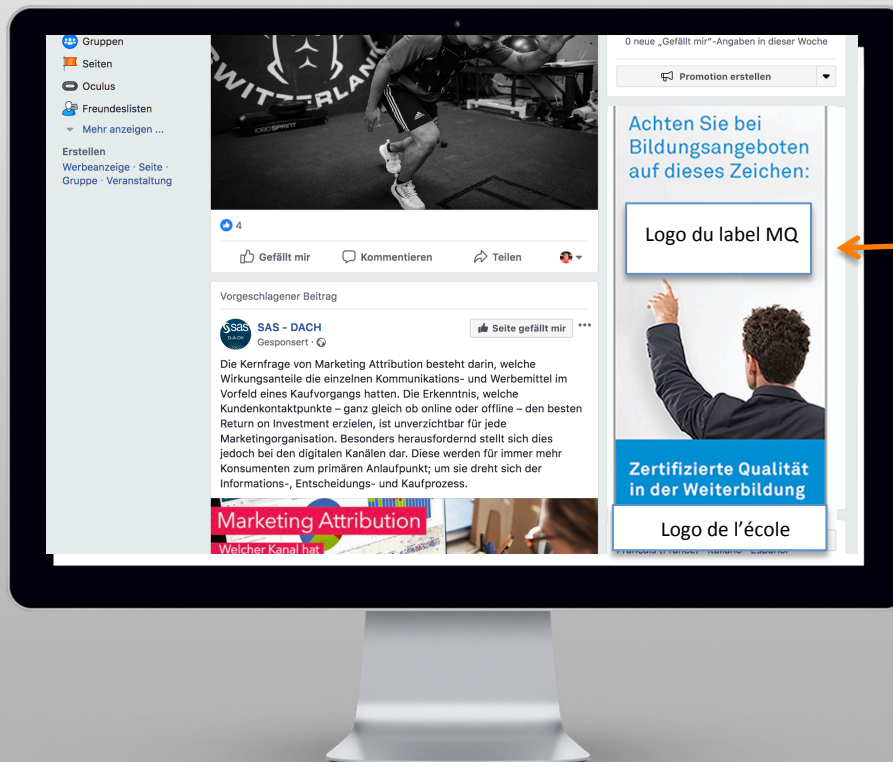 Gruppen
Seiten
Oculus
Freundeslisten
Mehr anzeigen ...
Erstellen
Werbeanzeige · Seite ·
Gruppe · Veranstaltung
SWITZERLAND
IDEOSPRINT
4
Gefällt mir
Kommentieren
Teilen
Vorgeschlagener Beitrag
sas
D-A-CH
SAS - DACH
Gesponsert ·
Seite gefällt mir
Die Kernfrage von Marketing Attribution besteht darin, welche
Wirkungsanteile die einzelnen Kommunikations- und Werbemittel im
Vorfeld eines Kaufvorgangs hatten. Die Erkenntnis, welche
Kundenkontaktpunkte – ganz gleich ob online oder offline – den besten
Return on Investment erzielen, ist unverzichtbar für jede
Marketingorganisation. Besonders herausfordernd stellt sich dies
jedoch bei den digitalen Kanälen dar. Diese werden für immer mehr
Konsumenten zum primären Anlaufpunkt; um sie dreht sich der
Informations-, Entscheidungs- und Kaufprozess.
Marketing Attribution
Welcher Kanal hat
0 neue „Gefällt mir"-Angaben in dieser Woche
Promotion erstellen
Achten Sie bei
Bildungsangeboten
auf dieses Zeichen:
Logo du label MQ
Zertifizierte Qualität
in der Weiterbildung
Logo de l’école